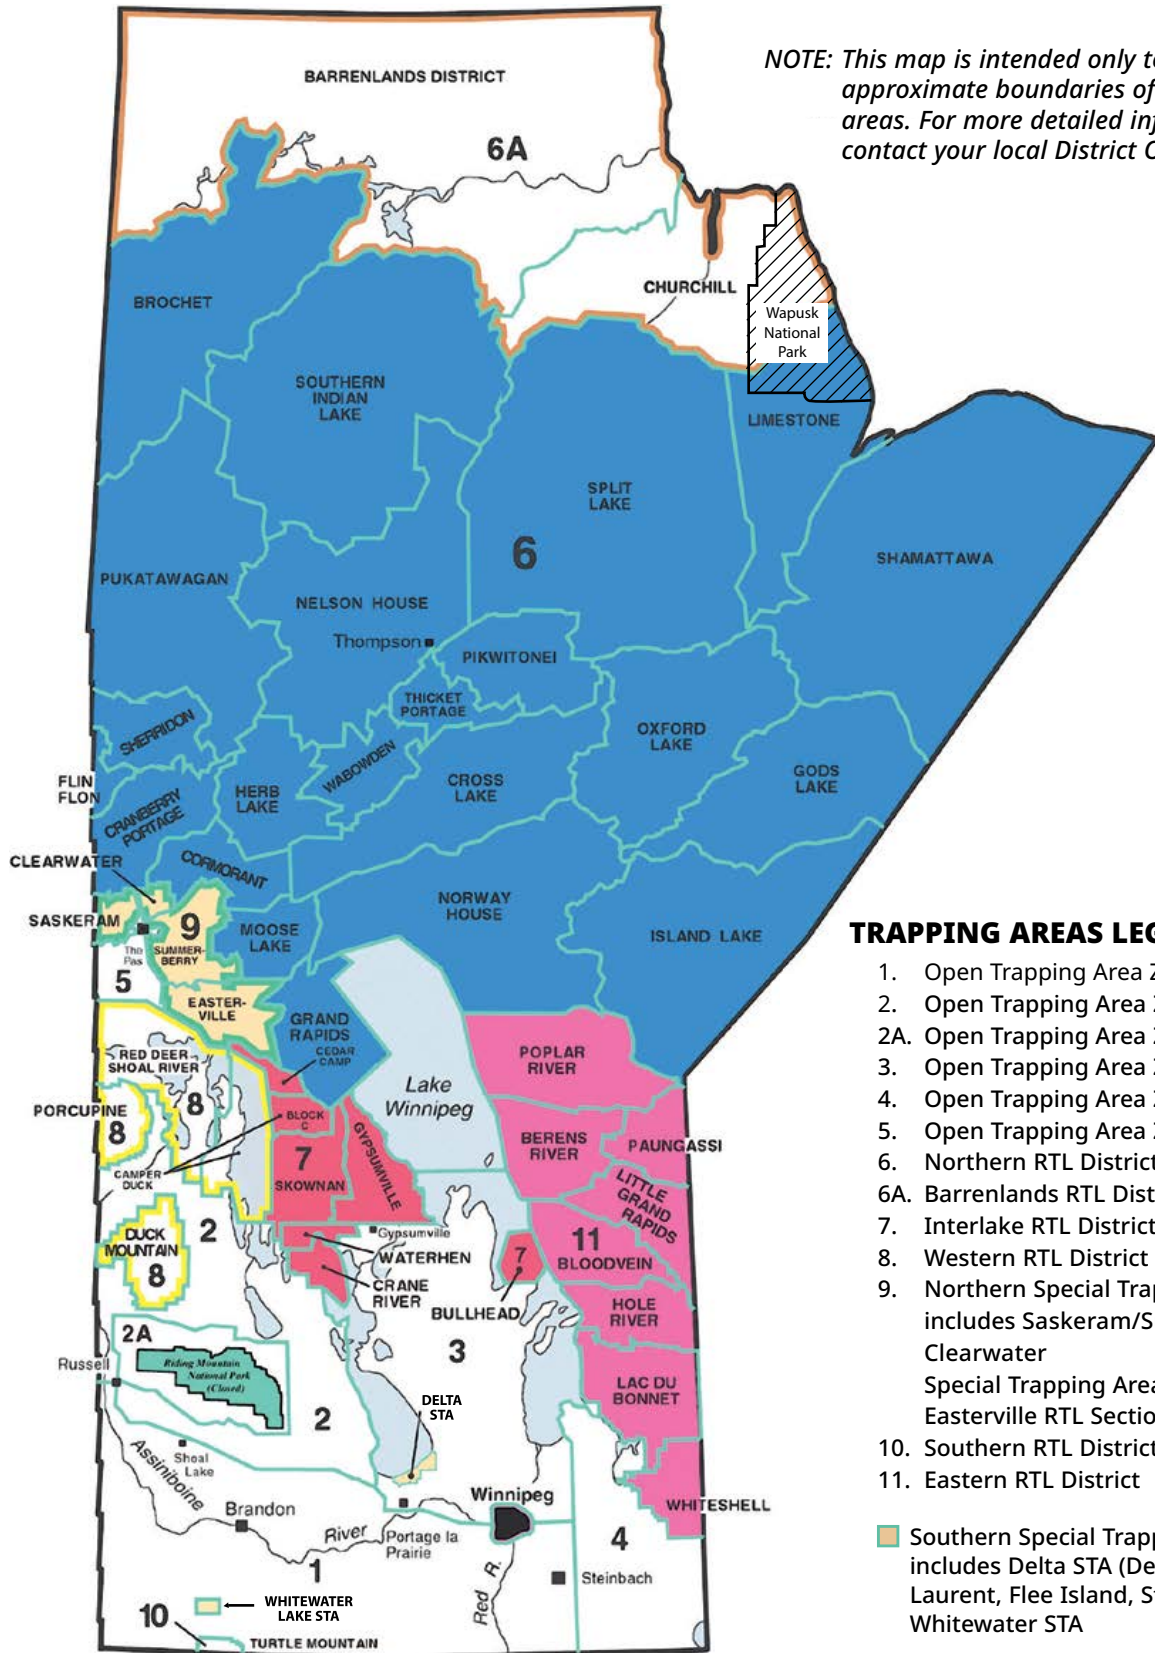 NOTE: This map is intended only to
approximate boundaries of
areas. For more detailed in
contact your local District
BARRENLANDS DISTRICT
6A
CHURCHILL
Wapusk
National
Park
BROCHET
SOUTHERN
INDIAN
LAKE
LIMESTONE
SPLIT
LAKE
6
SHAMATTAWA
PUKATAWAGAN
NELSON HOUSE
Thompson
PIKWITONEI
THICKET
PORTAGE
SHERRIDON
WABOWDEN
OXFORD
LAKE
GODS
LAKE
CROSS
LAKE
HERB
LAKE
FLIN
FLON
CRANBERRY
PORTAGE
CLEARWATER
CORMORANT
NORWAY
HOUSE
SASKERAM
9
The
Pas
SUMMER-
BERRY
MOOSE
LAKE
ISLAND LAKE
5
EASTER-
VILLE
GRAND
RAPIDS
CEDAR
CAMP
RED DEER
SHOAL RIVER
POPLAR
RIVER
Lake
Winnipeg
PORCUPINE
8
8
BLOCK
C
GYPSUMVILLE
BERENS
RIVER
PAUNGASSI
CAMPER
DUCK
7
SKOWNAN
LITTLE
GRAND
RAPIDS
2
DUCK
MOUNTAIN
8
Gypsumville
WATERHEN
7
11
BLOODVEIN
CRANE
RIVER
BULLHEAD
HOLE
RIVER
2A
3
Russell
Riding Mountain
National Park
(Closed)
LAC DU
BONNET
2
DELTA
STA
Shoal
Lake
Assiniboine
Brandon
River
Portage la
Prairie
Winnipeg
WHITESHELL
4
1
Red R.
Steinbach
WHITEWATER
LAKE STA
10
TURTLE MOUNTAIN
TRAPPING AREAS LEG
1. Open Trapping Area Z
2. Open Trapping Area
2A. Open Trapping Area
3. Open Trapping Area
4. Open Trapping Area
5. Open Trapping Area
6. Northern RTL District
6A. Barrenlands RTL Dist
7. Interlake RTL District
8. Western RTL District
9. Northern Special Trap
includes Saskeram/S
Clearwater
Special Trapping Area
Easterville RTL Sectio
10. Southern RTL District
11. Eastern RTL District
Southern Special Trapp
includes Delta STA (De
Laurent, Flee Island, St
Whitewater STA